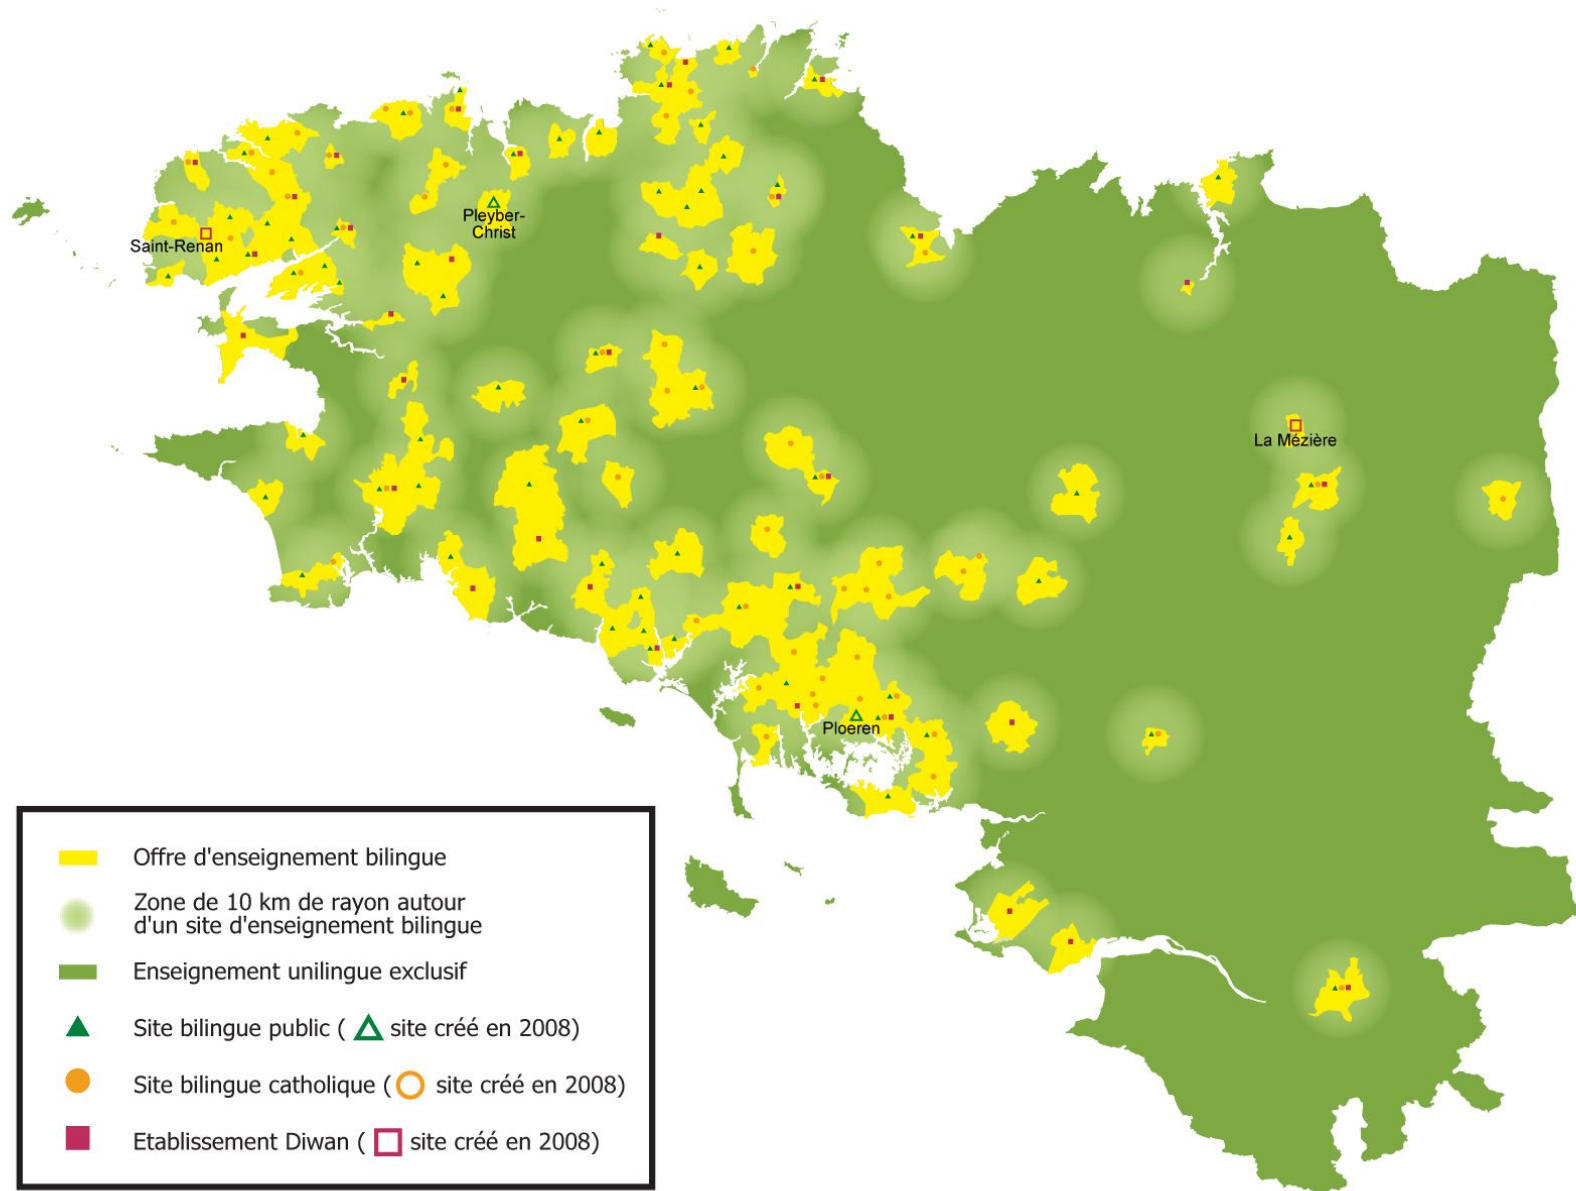 Saint-Renan
Pleyber-
Christ
La Mézière
Ploeren
Offre d'enseignement bilingue
Zone de 10 km de rayon autour
d'un site d'enseignement bilingue
Enseignement unilingue exclusif
Site bilingue public ( site créé en 2008)
Site bilingue catholique ( site créé en 2008)
Etablissement Diwan ( site créé en 2008)